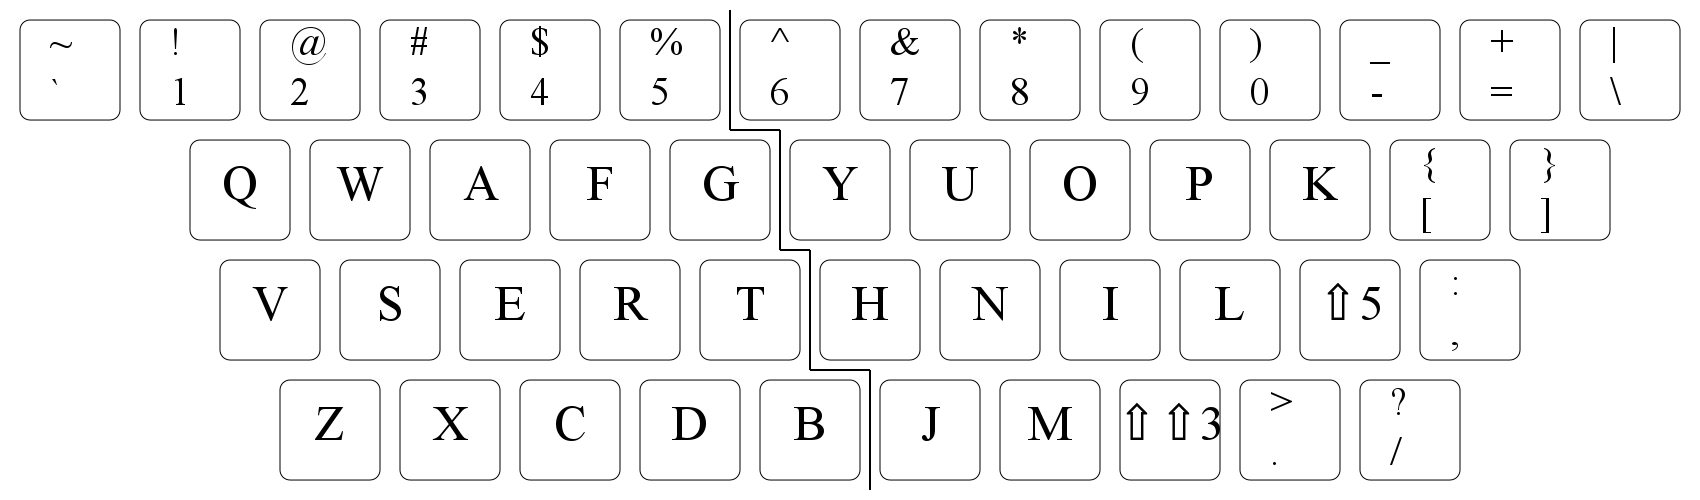 ~ ! @ # $ % ^ & * ( ) _ + |
` 1 2 3 4 5 6 7 8 9 0 - = \
Q W A F G Y U O P K { }
[ ]
V S E R T H N I L ⇧5 :
,
Z X C D B J M ⇧⇧3 > ?
. /